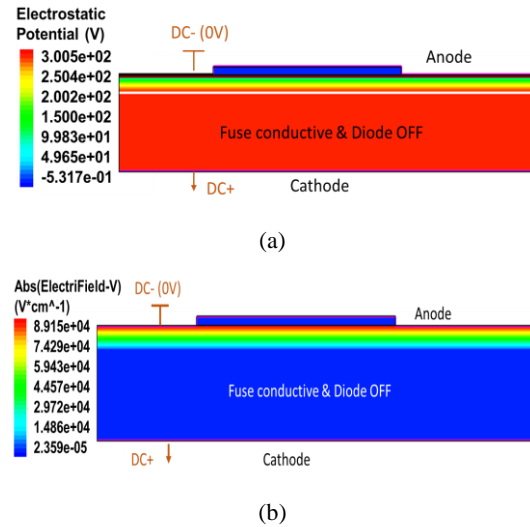 Electrostatic
Potential (V)
3.005e+02
2.504e+02
2.002e+02
1.500e+02
9.983e+01
4.965e+01
-5.317e-01
DC- (0V)
Anode
Fuse conductive & Diode OFF
DC+
Cathode
(a)
Abs(ElectriField-V)
(V*cm^-1)
8.915e+04
7.429e+04
5.943e+04
4.457e+04
2.972e+04
1.486e+04
2.359e-05
DC- (0V)
Anode
Fuse conductive & Diode OFF
DC+
Cathode
(b)